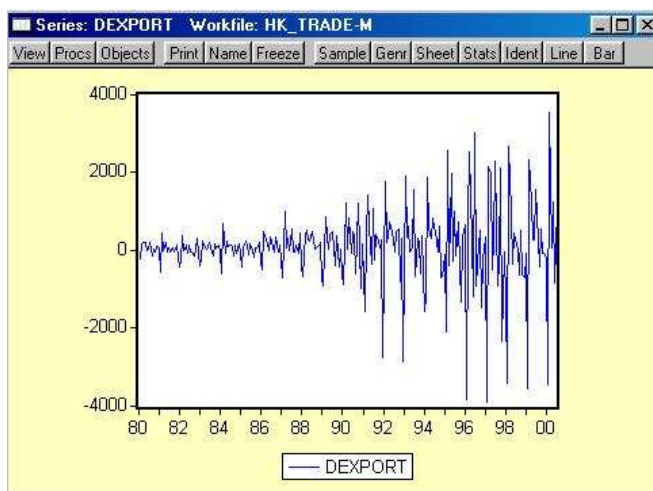 Series: DEXPORT Workfile: HK_TRADE-M
View Procs Objects Print Name Freeze Sample Genr Sheet Stats Ident Line Bar
4000
2000
0
-2000
-4000
80 82 84 86 88 90 92 94 96 98 00
DEXPORT